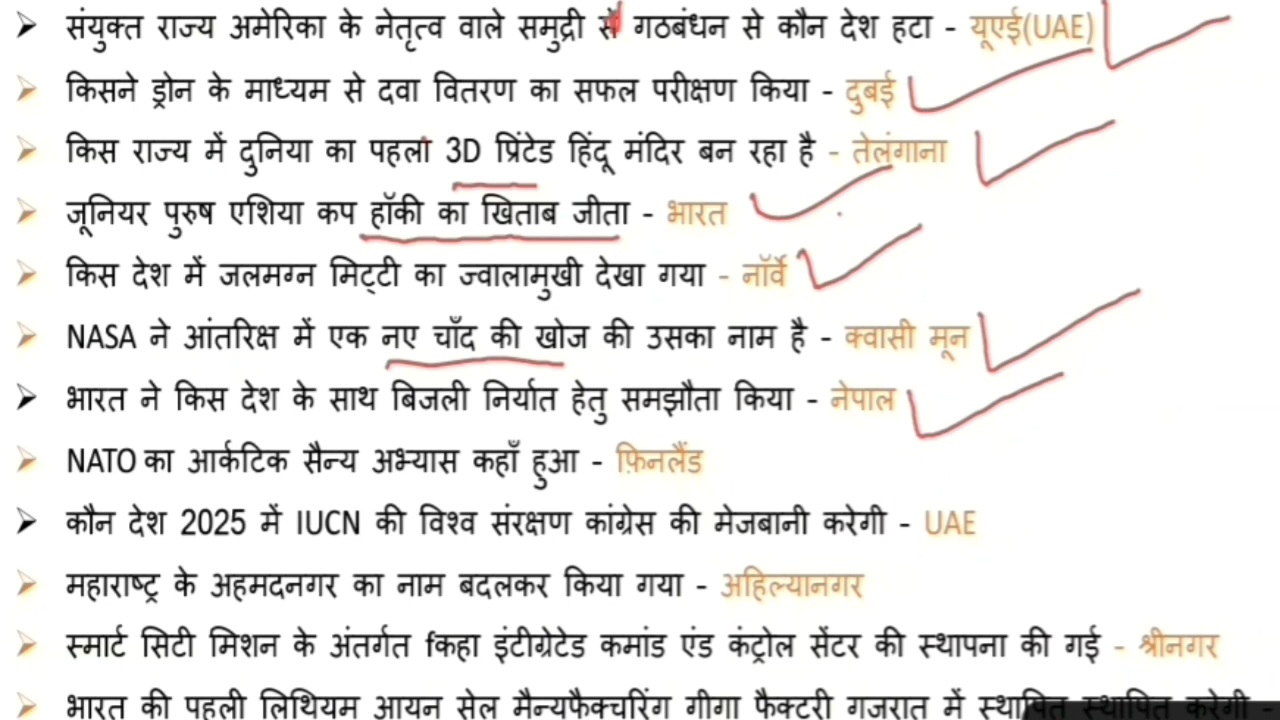 ➢ संयुक्त राज्य अमेरिका के नेतृत्व वाले समुद्री से गठबंधन से कौन देश हटा - यूएई(UAE)
➢ किसने ड्रोन के माध्यम से दवा वितरण का सफल परीक्षण किया - दुबई
➢ किस राज्य में दुनिया का पहला 3D प्रिंटेड हिंदू मंदिर बन रहा है - तेलंगाना
➢ जूनियर पुरुष एशिया कप हॉकी का खिताब जीता - भारत
➢ किस देश में जलमग्न मिट्टी का ज्वालामुखी देखा गया - नॉर्वे
➢ NASA ने आंतरिक्ष में एक नए चाँद की खोज की उसका नाम है - क्वासी मून
➢ भारत ने किस देश के साथ बिजली निर्यात हेतु समझौता किया - नेपाल
➢ NATO का आर्कटिक सैन्य अभ्यास कहाँ हुआ - फ़िनलैंड
➢ कौन देश 2025 में IUCN की विश्व संरक्षण कांग्रेस की मेजबानी करेगी - UAE
➢ महाराष्ट्र के अहमदनगर का नाम बदलकर किया गया - अहिल्यानगर
➢ स्मार्ट सिटी मिशन के अंतर्गत fकहा इंटीग्रेटेड कमांड एंड कंट्रोल सेंटर की स्थापना की गई - श्रीनगर
➢ भारत की पहली लिथियम आयन सेल मैन्यफैक्चरिंग गीगा फैक्टरी गुजरात में स्थापित स्थापित करेगी -